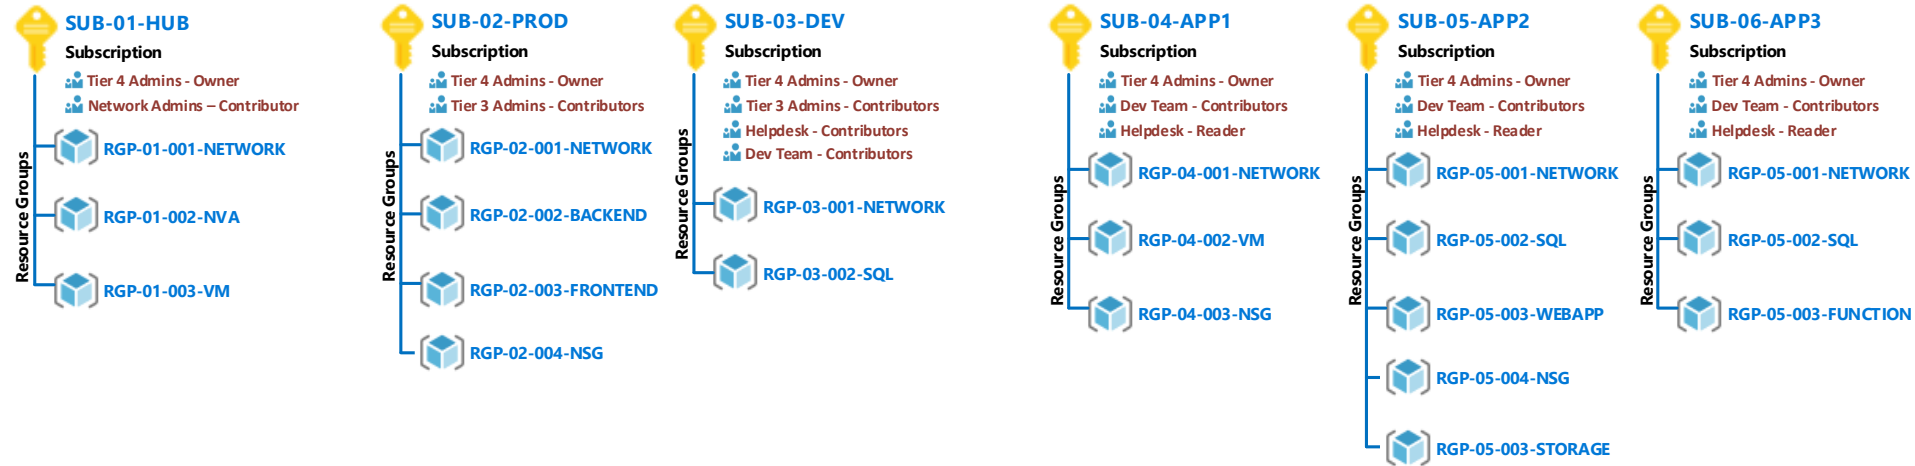 SUB-01-HUB
Subscription
Tier 4 Admins - Owner
Network Admins – Contributor
Resource Groups
RGP-01-001-NETWORK
RGP-01-002-NVA
RGP-01-003-VM
SUB-02-PROD
Subscription
Tier 4 Admins - Owner
Tier 3 Admins - Contributors
Resource Groups
RGP-02-001-NETWORK
RGP-02-002-BACKEND
RGP-02-003-FRONTEND
RGP-02-004-NSG
SUB-03-DEV
Subscription
Tier 4 Admins - Owner
Tier 3 Admins - Contributors
Helpdesk - Contributors
Dev Team - Contributors
Resource Groups
RGP-03-001-NETWORK
RGP-03-002-SQL
SUB-04-APP1
Subscription
Tier 4 Admins - Owner
Dev Team - Contributors
Helpdesk - Reader
Resource Groups
RGP-04-001-NETWORK
RGP-04-002-VM
RGP-04-003-NSG
SUB-05-APP2
Subscription
Tier 4 Admins - Owner
Dev Team - Contributors
Helpdesk - Reader
Resource Groups
RGP-05-001-NETWORK
RGP-05-002-SQL
RGP-05-003-WEBAPP
RGP-05-004-NSG
RGP-05-003-STORAGE
SUB-06-APP3
Subscription
Tier 4 Admins - Owner
Dev Team - Contributors
Helpdesk - Reader
Resource Groups
RGP-05-001-NETWORK
RGP-05-002-SQL
RGP-05-003-FUNCTION